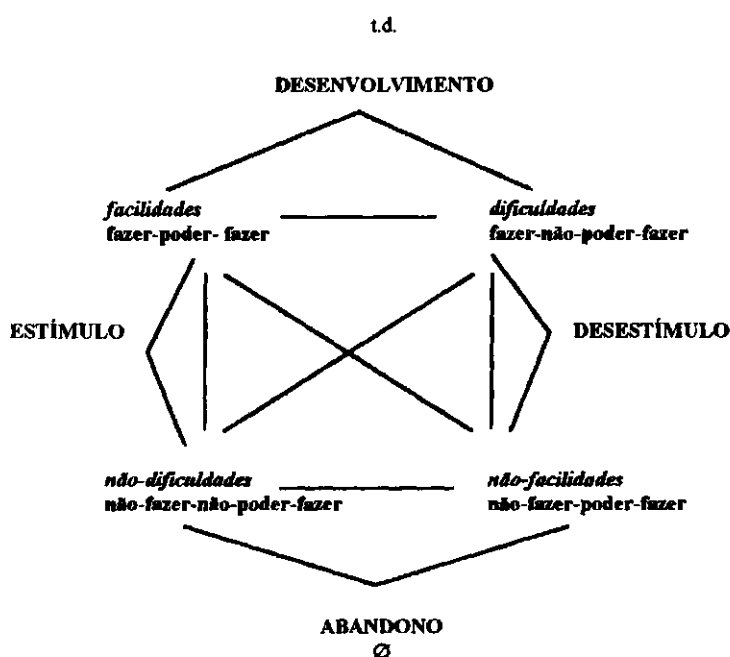 t.d.
DESENVOLVIMENTO
facilidades
fazer-poder- fazer
dificuldades
fazer-não-poder-fazer
ESTÍMULO
DESESTÍMULO
não-dificuldades
não-fazer-não-poder-fazer
não-facilidades
não-fazer-poder-fazer
ABANDONO
Ø